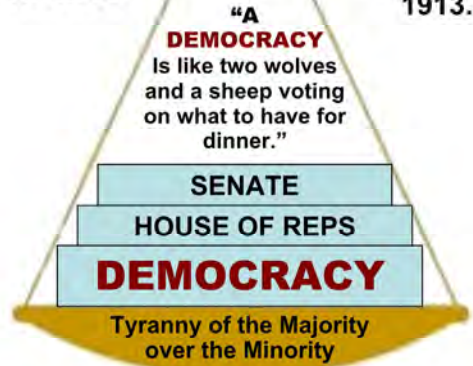 1913.
“A
DEMOCRACY
Is like two wolves
and a sheep voting
on what to have for
dinner.”
SENATE
HOUSE OF REPS
DEMOCRACY
Tyranny of the Majority
over the Minority